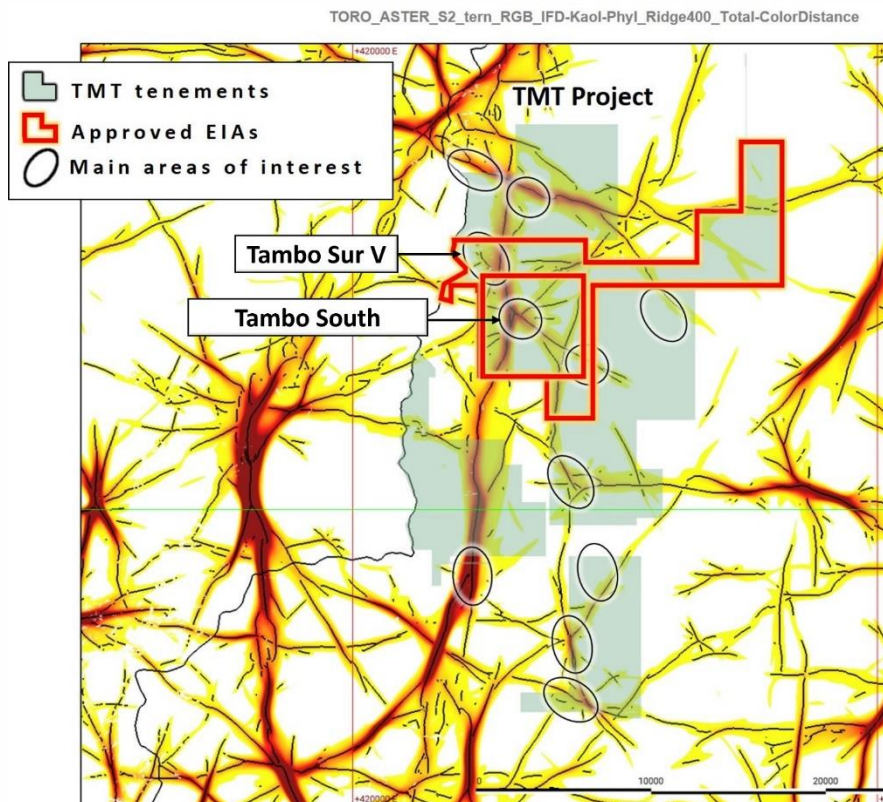 TORO_ASTER_S2_tern_RGB_IFD-Kaol-Phyl_Ridge400_Total-ColorDistance
+420000 E
TMT tenements
Approved EIAs
Main areas of interest
TMT Project
Tambo Sur V
Tambo South
0 10000 20000
+420000 E